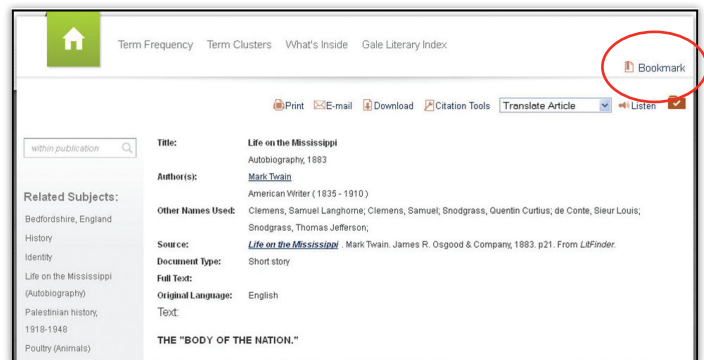 Term Frequency Term Clusters What's Inside Gale Literary Index
Bookmark
Print E-mail Download Citation Tools Translate Article Listen
within publication
Title: Life on the Mississippi
Autobiography, 1883
Author(s): Mark Twain
American Writer ( 1835 - 1910 )
Other Names Used: Clemens, Samuel Langhorne; Clemens, Samuel; Snodgrass, Quentin Curtius; de Conte, Sieur Louis;
Snodgrass, Thomas Jefferson;
Source: Life on the Mississippi . Mark Twain. James R. Osgood & Company, 1883. p21. From LitFinder.
Document Type: Short story
Full Text:
Original Language: English
Text:
THE "BODY OF THE NATION."
Related Subjects:
Bedfordshire, England
History
Identity
Life on the Mississippi
(Autobiography)
Palestinian history,
1918-1948
Poultry (Animals)